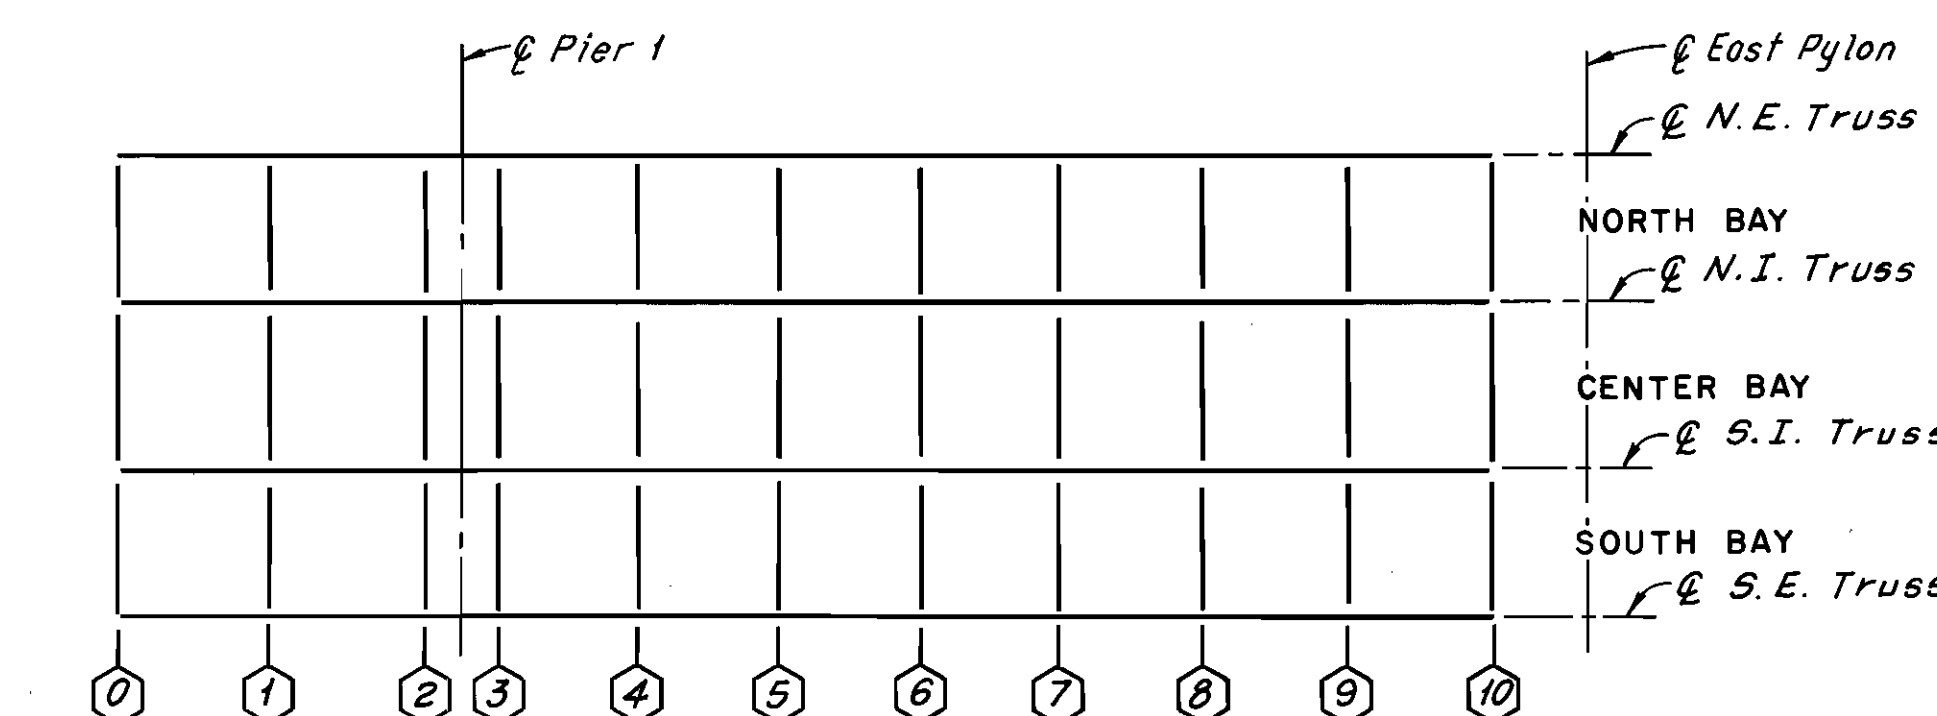 ℄ Pier 1
℄ East Pylon
℄ N.E. Truss
NORTH BAY
℄ N.I. Truss
CENTER BAY
℄ S.I. Truss
SOUTH BAY
℄ S.E. Truss
0 1 2 3 4 5 6 7 8 9 10